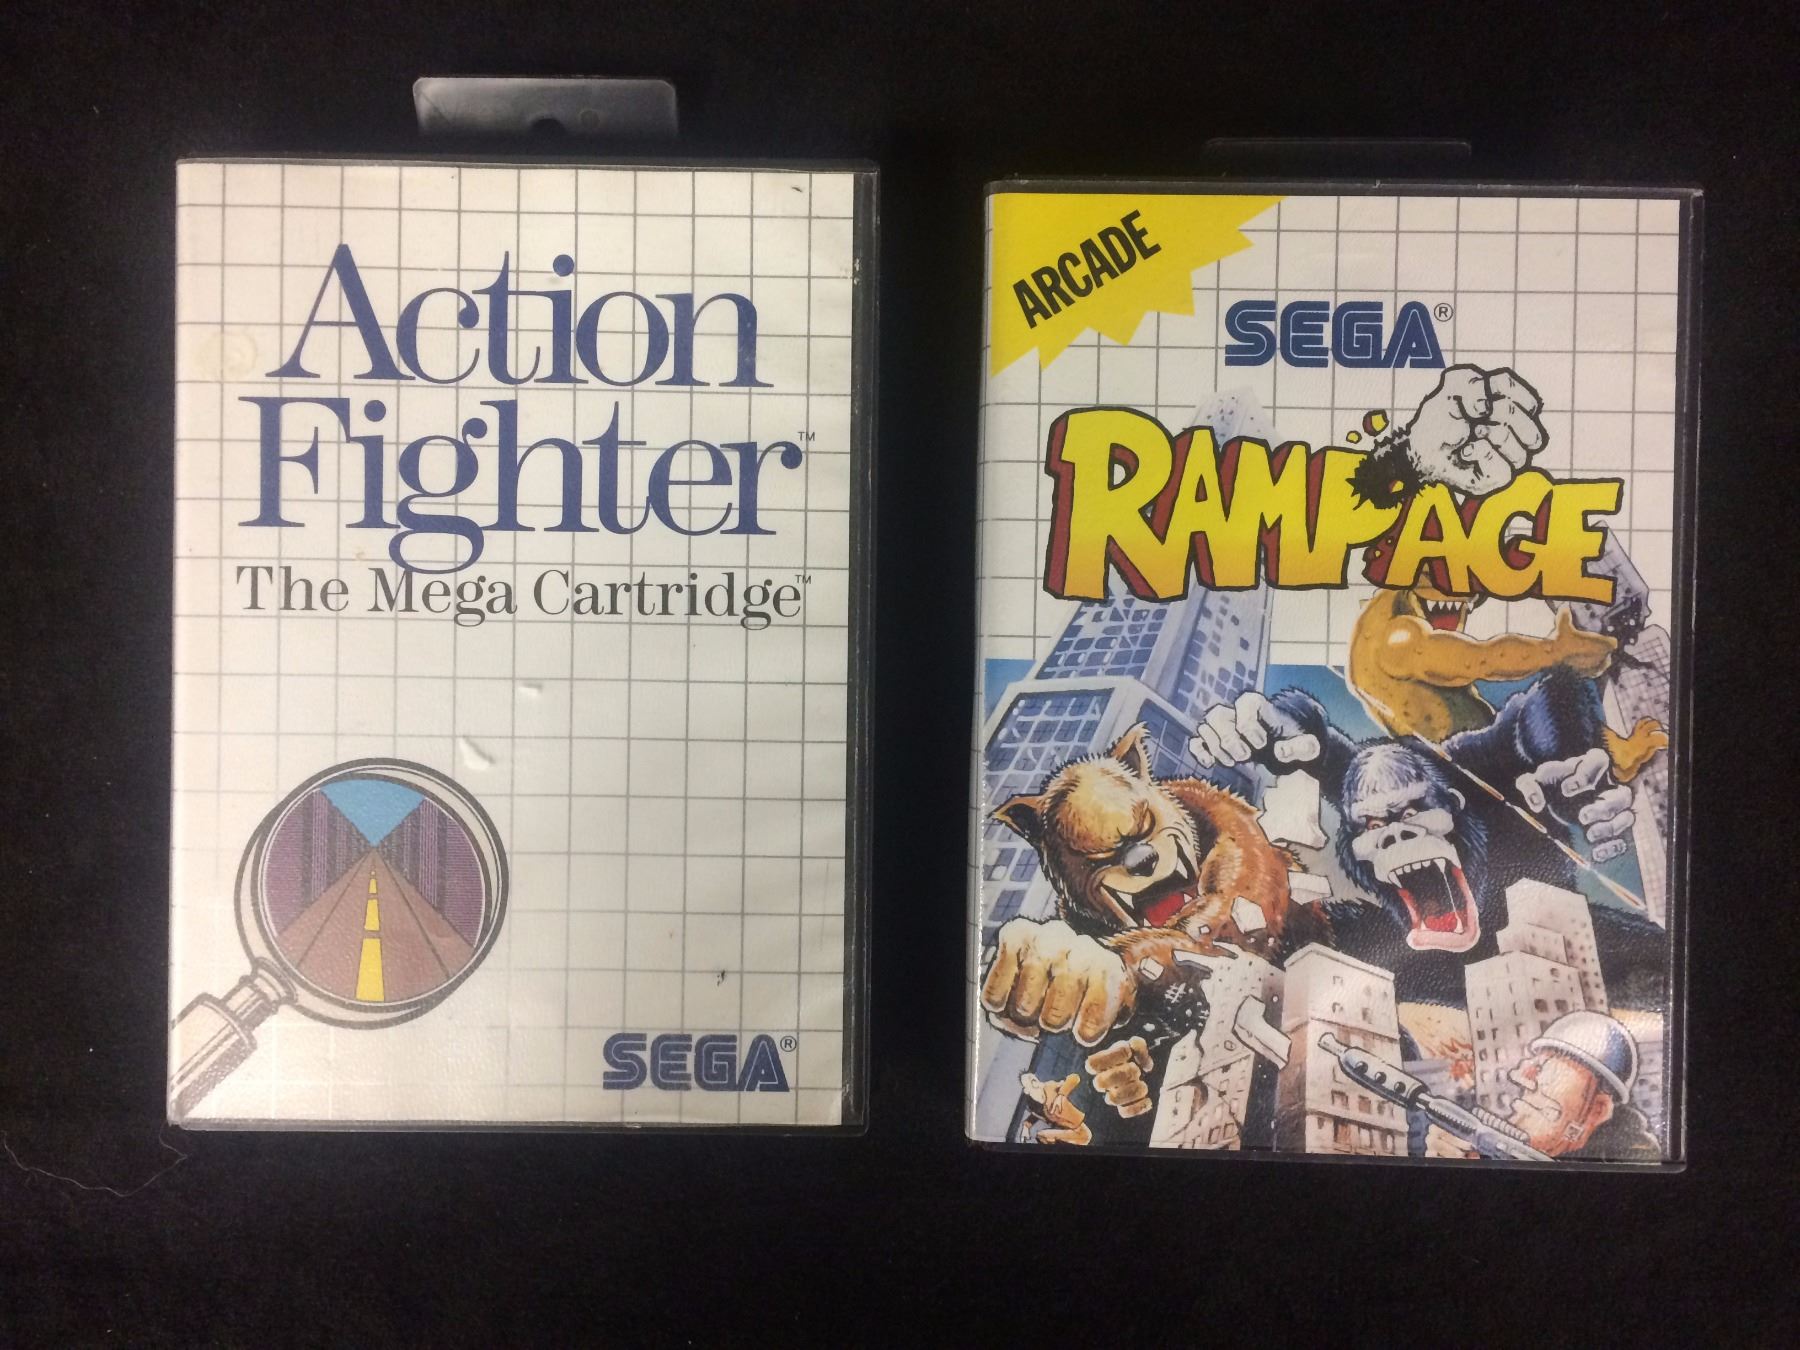 Action
Fighter™
The Mega Cartridge™
SEGA®
ARCADE
SEGA®
RAMPAGE